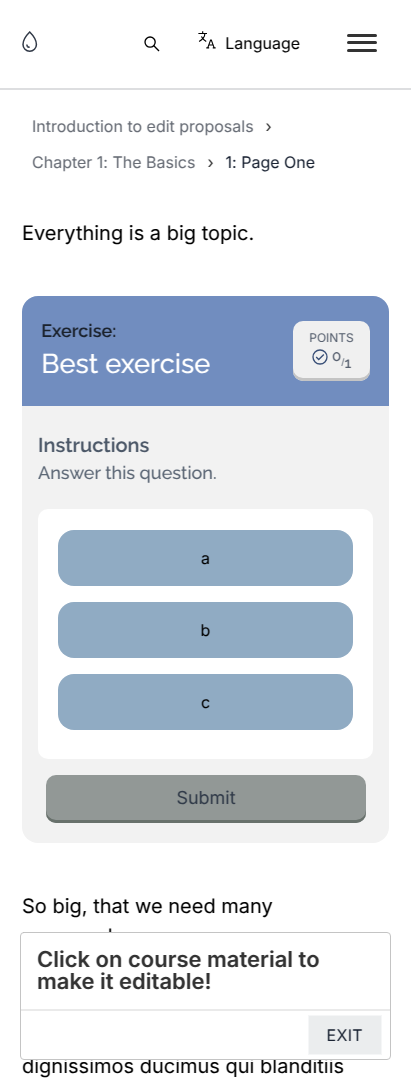 Language
Introduction to edit proposals ›
Chapter 1: The Basics › 1: Page One
Everything is a big topic.
Exercise:
Best exercise
POINTS
0/1
Instructions
Answer this question.
a
b
c
Submit
So big, that we need many
Click on course material to
make it editable!
EXIT
dignissimos ducimus qui blanditiis